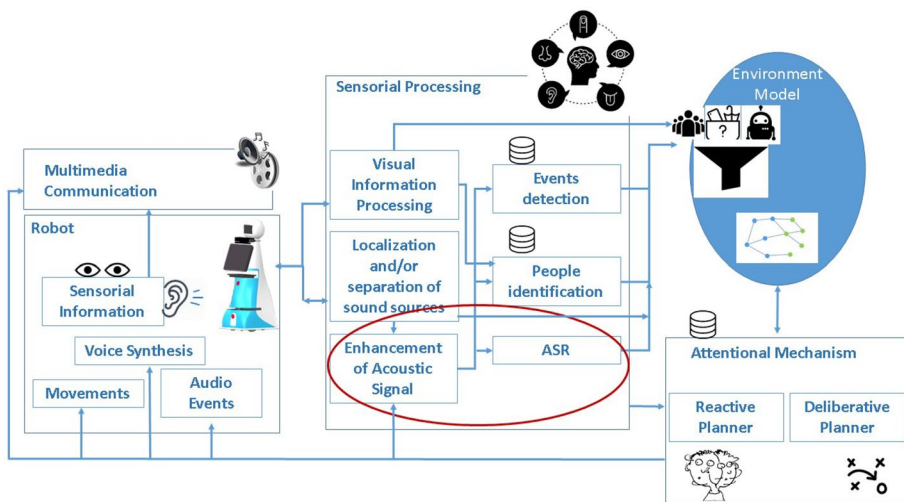 Sensorial Processing
Environment
Model
?
Multimedia
Communication
Visual
Information
Processing
Events
detection
Robot
Localization
and/or
separation of
sound sources
People
identification
Sensorial
Information
Voice Synthesis
Enhancement
of Acoustic
Signal
ASR
Attentional Mechanism
Movements
Audio
Events
Reactive
Planner
Deliberative
Planner
x
x
x
o